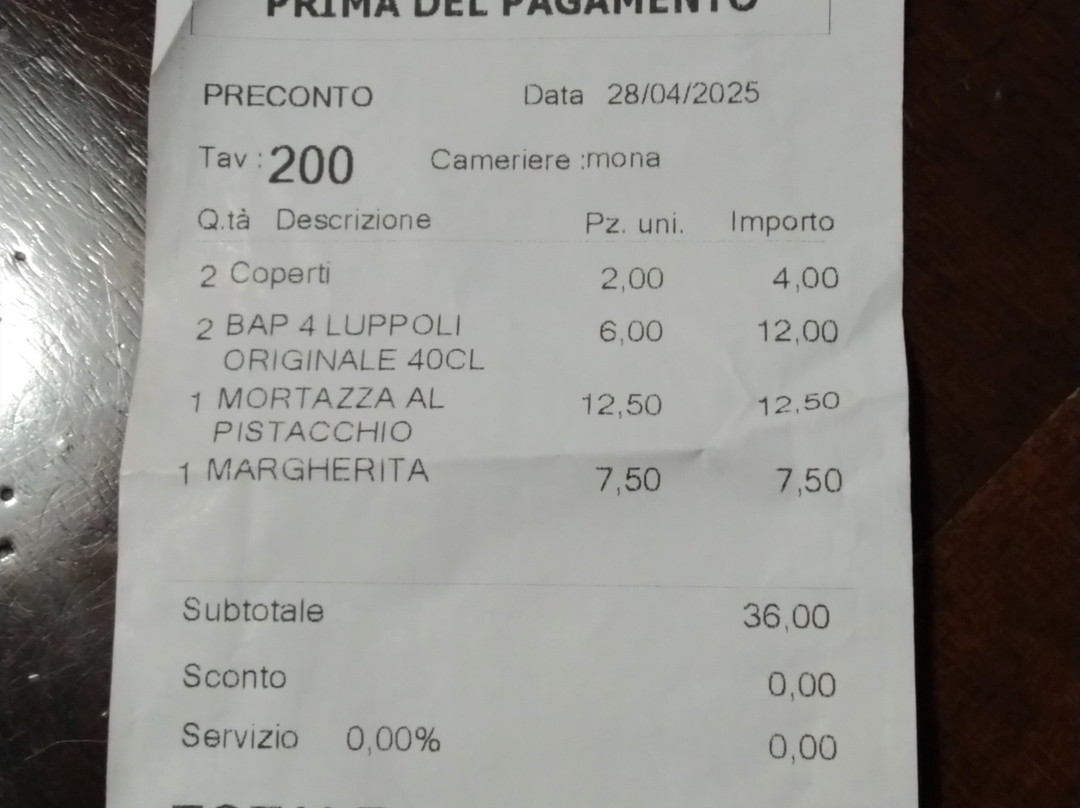 PRIMA DEL PAGAMENTO
PRECONTO Data 28/04/2025
Tav : 200 Cameriere :mona
Q.tà Descrizione Pz. uni. Importo
2 Coperti 2,00 4,00
2 BAP 4 LUPPOLI 6,00 12,00
ORIGINALE 40CL
1 MORTAZZA AL 12,50 12,50
PISTACCHIO
1 MARGHERITA 7,50 7,50
Subtotale 36,00
Sconto 0,00
Servizio 0,00% 0,00